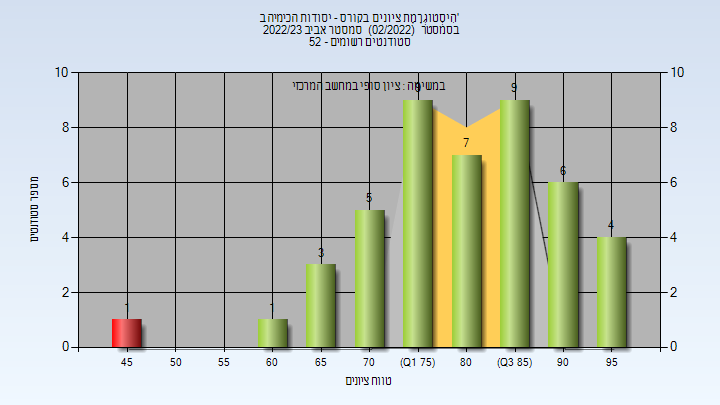 היסטוגרמת ציונים בקורס - יסודות הכימיה ב'
בסמסטר (02/2022) סמסטר אביב 2022/23
סטודנטים רשומים - 52
במשימה : ציון סופי במחשב המרכזי
10 10
8 8
6 6
4 4
2 2
0 0
מספר סטודנטים
1 1 3 5 9 7 9 6 4
45 50 55 60 65 70 (Q1 75) 80 (Q3 85) 90 95
טווח ציונים